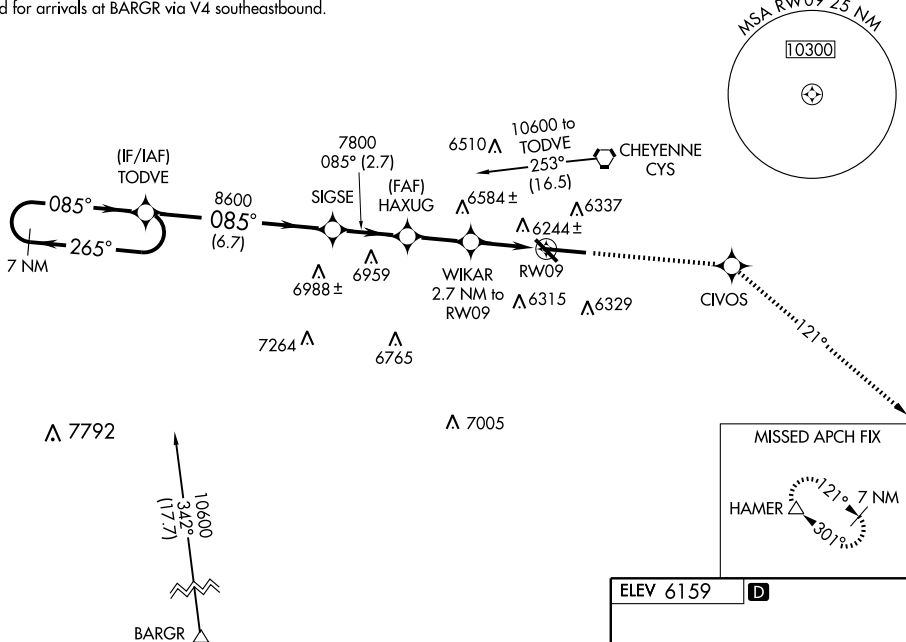 d for arrivals at BARGR via V4 southeastbound.
MSA RW09 25 NM
10300
(IF/IAF)
TODVE
085°
265°
7 NM
8600
085°
(6.7)
SIGSE
7800
085° (2.7)
(FAF)
HAXUG
6510
10600 to
TODVE
253°
(16.5)
CHEYENNE
CYS
6584 ±
6337
6244 ±
6988 ±
6959
WIKAR
2.7 NM to
RW09
RW09
6315
6329
CIVOS
121°
7264
6765
7792
7005
10600
342°
(17.7)
BARGR
MISSED APCH FIX
HAMER
121°
301°
7 NM
ELEV 6159
D